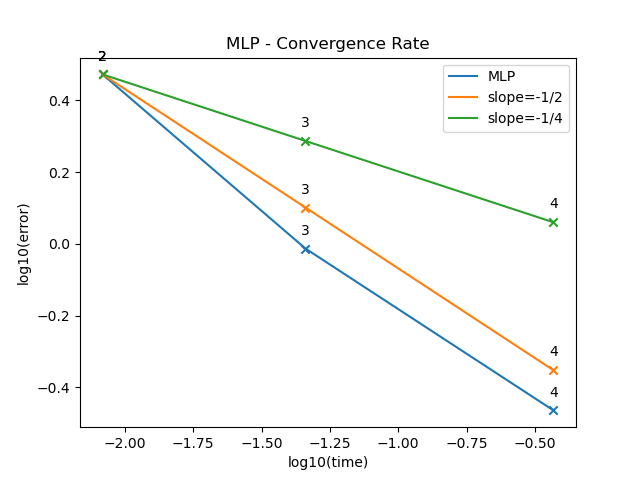 MLP - Convergence Rate
2
MLP
slope=-1/2
slope=-1/4
0.4
3
0.2
3
4
3
0.0
−0.2
4
4
−0.4
log10(error)
−2.00 −1.75 −1.50 −1.25 −1.00 −0.75 −0.50
log10(time)